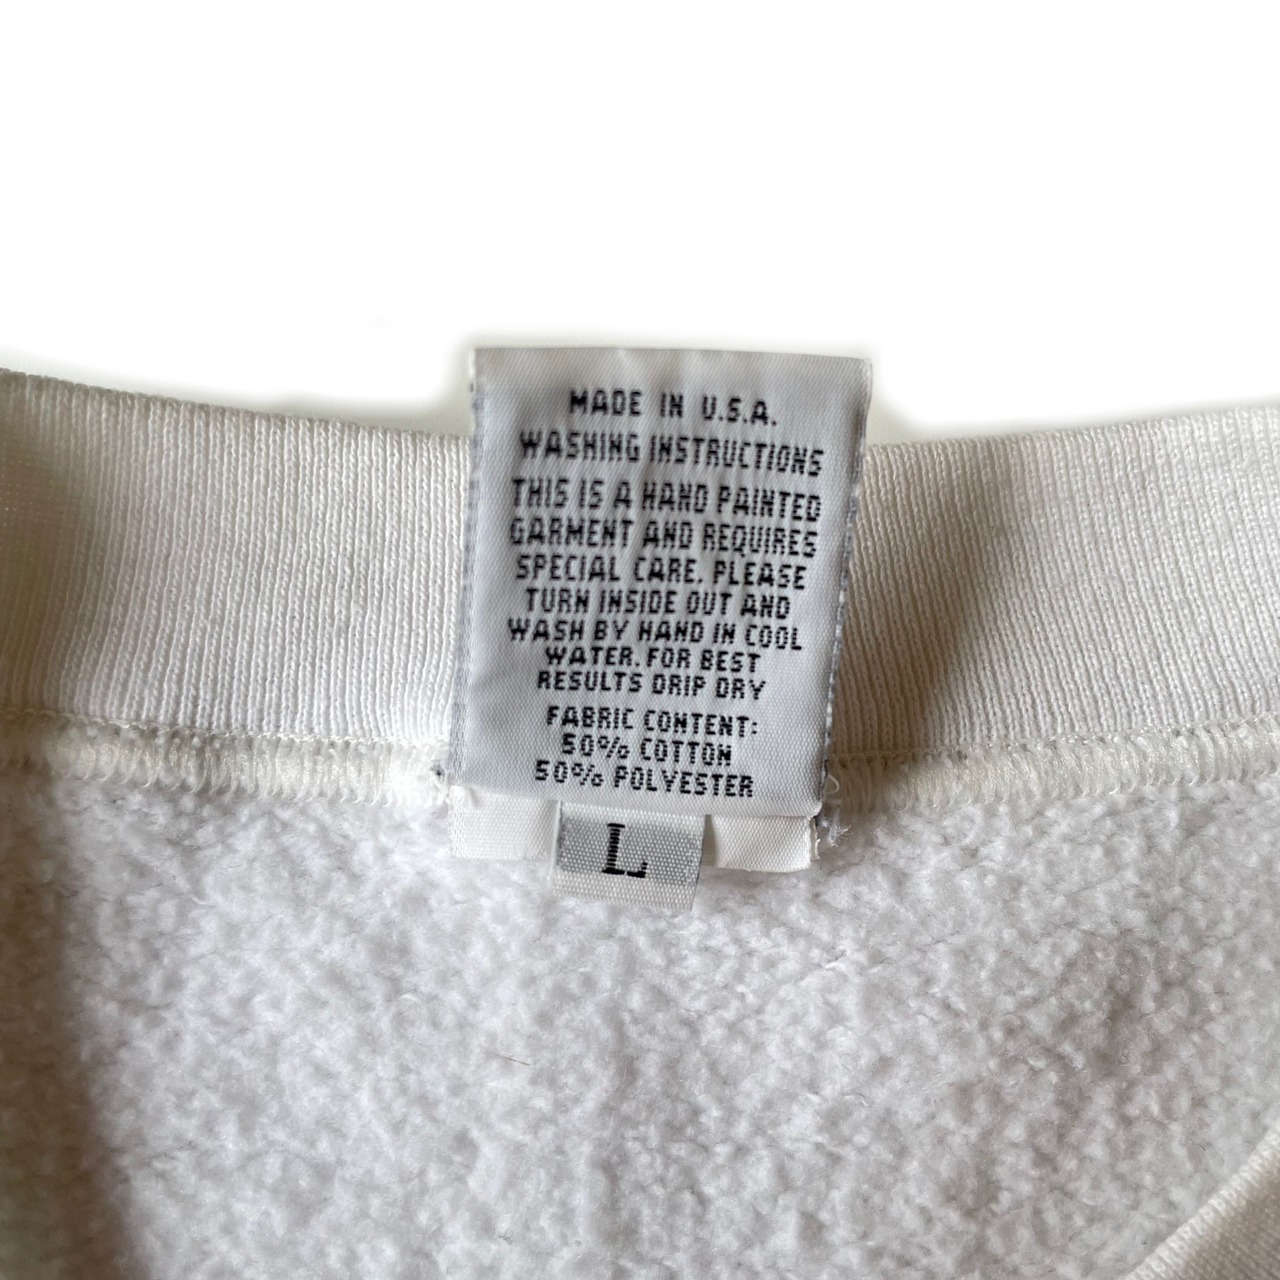 MADE IN U.S.A.
WASHING INSTRUCTIONS
THIS IS A HAND PAINTED
GARMENT AND REQUIRES
SPECIAL CARE. PLEASE
TURN INSIDE OUT AND
WASH BY HAND IN COOL
WATER. FOR BEST
RESULTS DRIP DRY
FABRIC CONTENT:
50% COTTON
50% POLYESTER
L